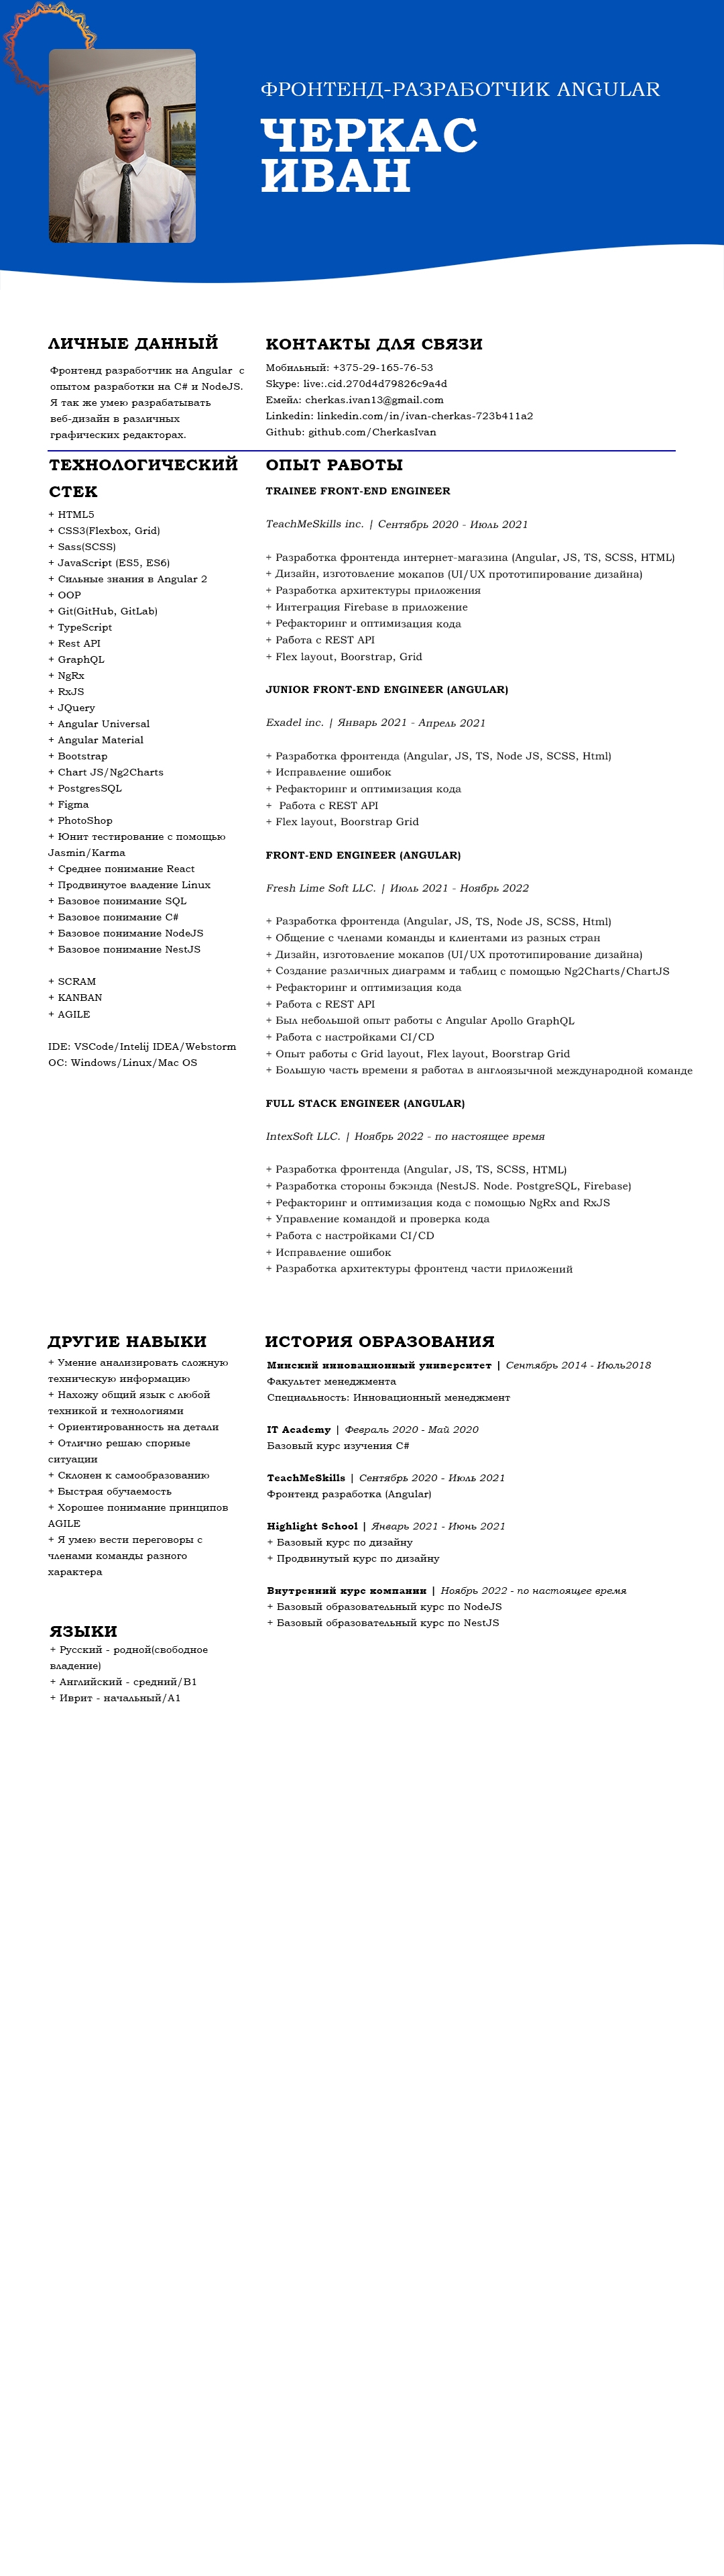 ФРОНТЕНД-РАЗРАБОТЧИК ANGULAR
ЧЕРКАС
ИВАН
ЛИЧНЫЕ ДАННЫЙ
Фронтенд разработчик на Angular с
опытом разработки на C# и NodeJS.
Я так же умею разрабатывать
веб-дизайн в различных
графических редакторах.
КОНТАКТЫ ДЛЯ СВЯЗИ
Мобильный: +375-29-165-76-53
Skype: live:.cid.270d4d79826c9a4d
Емейл: cherkas.ivan13@gmail.com
Linkedin: linkedin.com/in/ivan-cherkas-723b411a2
Github: github.com/CherkasIvan
ТЕХНОЛОГИЧЕСКИЙ
СТЕК
+ HTML5
+ CSS3(Flexbox, Grid)
+ Sass(SCSS)
+ JavaScript (ES5, ES6)
+ Сильные знания в Angular 2
+ OOP
+ Git(GitHub, GitLab)
+ TypeScript
+ Rest API
+ GraphQL
+ NgRx
+ RxJS
+ JQuery
+ Angular Universal
+ Angular Material
+ Bootstrap
+ Chart JS/Ng2Charts
+ PostgresSQL
+ Figma
+ PhotoShop
+ Юнит тестирование с помощью
Jasmin/Karma
+ Среднее понимание React
+ Продвинутое владение Linux
+ Базовое понимание SQL
+ Базовое понимание C#
+ Базовое понимание NodeJS
+ Базовое понимание NestJS
+ SCRAM
+ KANBAN
+ AGILE
IDE: VSCode/Intelij IDEA/Webstorm
ОС: Windows/Linux/Mac OS
ОПЫТ РАБОТЫ
TRAINEE FRONT-END ENGINEER
TeachMeSkills inc. | Сентябрь 2020 - Июль 2021
+ Разработка фронтенда интернет-магазина (Angular, JS, TS, SCSS, HTML)
+ Дизайн, изготовление мокапов (UI/UX прототипирование дизайна)
+ Разработка архитектуры приложения
+ Интеграция Firebase в приложение
+ Рефакторинг и оптимизация кода
+ Работа с REST API
+ Flex layout, Boorstrap, Grid
JUNIOR FRONT-END ENGINEER (ANGULAR)
Exadel inc. | Январь 2021 - Апрель 2021
+ Разработка фронтенда (Angular, JS, TS, Node JS, SCSS, Html)
+ Исправление ошибок
+ Рефакторинг и оптимизация кода
+  Работа с REST API
+ Flex layout, Boorstrap Grid
FRONT-END ENGINEER (ANGULAR)
Fresh Lime Soft LLC. | Июль 2021 - Ноябрь 2022
+ Разработка фронтенда (Angular, JS, TS, Node JS, SCSS, Html)
+ Общение с членами команды и клиентами из разных стран
+ Дизайн, изготовление мокапов (UI/UX прототипирование дизайна)
+ Создание различных диаграмм и таблиц с помощью Ng2Charts/ChartJS
+ Рефакторинг и оптимизация кода
+ Работа с REST API
+ Был небольшой опыт работы с Angular Apollo GraphQL
+ Работа с настройками CI/CD
+ Опыт работы с Grid layout, Flex layout, Boorstrap Grid
+ Большую часть времени я работал в англоязычной международной команде
FULL STACK ENGINEER (ANGULAR)
IntexSoft LLC. | Ноябрь 2022 - по настоящее время
+ Разработка фронтенда (Angular, JS, TS, SCSS, HTML)
+ Разработка стороны бэкэнда (NestJS. Node. PostgreSQL, Firebase)
+ Рефакторинг и оптимизация кода с помощью NgRx and RxJS
+ Управление командой и проверка кода
+ Работа с настройками CI/CD
+ Исправление ошибок
+ Разработка архитектуры фронтенд части приложений
ДРУГИЕ НАВЫКИ
+ Умение анализировать сложную
техническую информацию
+ Нахожу общий язык с любой
техникой и технологиями
+ Ориентированность на детали
+ Отлично решаю спорные
ситуации
+ Склонен к самообразованию
+ Быстрая обучаемость
+ Хорошее понимание принципов
AGILE
+ Я умею вести переговоры с
членами команды разного
характера
ЯЗЫКИ
+ Русский - родной(свободное
владение)
+ Английский - средний/B1
+ Иврит - начальный/A1
ИСТОРИЯ ОБРАЗОВАНИЯ
Минский инновационный университет | Сентябрь 2014 - Июль2018
Факультет менеджмента
Специальность: Инновационный менеджмент
IT Academy | Февраль 2020 - Май 2020
Базовый курс изучения C#
TeachMeSkills | Сентябрь 2020 - Июль 2021
Фронтенд разработка (Angular)
Highlight School | Январь 2021 - Июнь 2021
+ Базовый курс по дизайну
+ Продвинутый курс по дизайну
Внутренний курс компании | Ноябрь 2022 - по настоящее время
+ Базовый образовательный курс по NodeJS
+ Базовый образовательный курс по NestJS